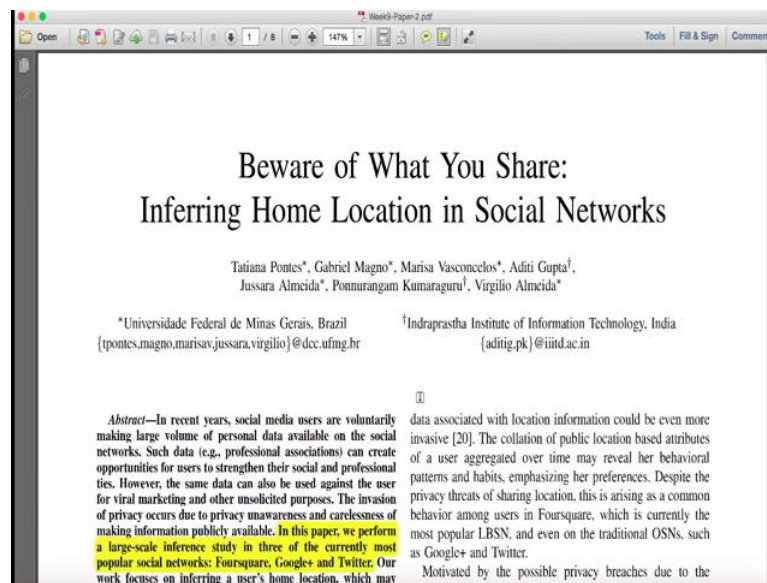 Week9-Paper-2.pdf
Open 1 / 8 147% Tools Fill & Sign Commen
Beware of What You Share:
Inferring Home Location in Social Networks
Tatiana Pontes*, Gabriel Magno*, Marisa Vasconcelos*, Aditi Gupta†,
Jussara Almeida*, Ponnurangam Kumaraguru†, Virgilio Almeida*
*Universidade Federal de Minas Gerais, Brazil
{tpontes,magno,marisav,jussara,virgilio}@dcc.ufmg.br
†Indraprastha Institute of Information Technology, India
{aditig,pk}@iiitd.ac.in
Abstract—In recent years, social media users are voluntarily
making large volume of personal data available on the social
networks. Such data (e.g., professional associations) can create
opportunities for users to strengthen their social and professional
ties. However, the same data can also be used against the user
for viral marketing and other unsolicited purposes. The invasion
of privacy occurs due to privacy unawareness and carelessness of
making information publicly available. In this paper, we perform
a large-scale inference study in three of the currently most
popular social networks: Foursquare, Google+ and Twitter. Our
work focuses on inferring a user's home location, which may
data associated with location information could be even more
invasive [20]. The collation of public location based attributes
of a user aggregated over time may reveal her behavioral
patterns and habits, emphasizing her preferences. Despite the
privacy threats of sharing location, this is arising as a common
behavior among users in Foursquare, which is currently the
most popular LBSN, and even on the traditional OSNs, such
as Google+ and Twitter.
Motivated by the possible privacy breaches due to the